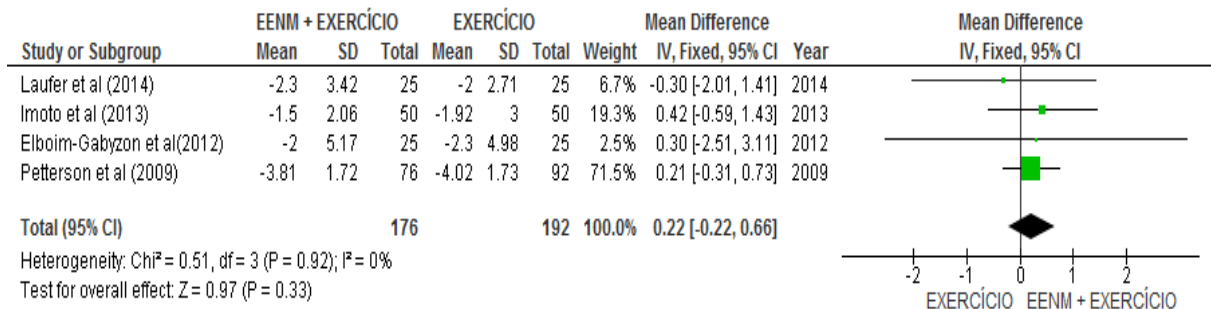 EENM + EXERCÍCIO EXERCÍCIO Mean Difference Mean Difference
Study or Subgroup Mean SD Total Mean SD Total Weight IV, Fixed, 95% CI Year IV, Fixed, 95% CI
Laufer et al (2014) -2.3 3.42 25 -2 2.71 25 6.7% -0.30 [-2.01, 1.41] 2014
Imoto et al (2013) -1.5 2.06 50 -1.92 3 50 19.3% 0.42 [-0.59, 1.43] 2013
Elboim-Gabyzon et al(2012) -2 5.17 25 -2.3 4.98 25 2.5% 0.30 [-2.51, 3.11] 2012
Petterson et al (2009) -3.81 1.72 76 -4.02 1.73 92 71.5% 0.21 [-0.31, 0.73] 2009
Total (95% CI) 176 192 100.0% 0.22 [-0.22, 0.66]
Heterogeneity: Chi² = 0.51, df = 3 (P = 0.92); I² = 0%
Test for overall effect: Z = 0.97 (P = 0.33)
-2 -1 0 1 2
EXERCÍCIO EENM + EXERCÍCIO